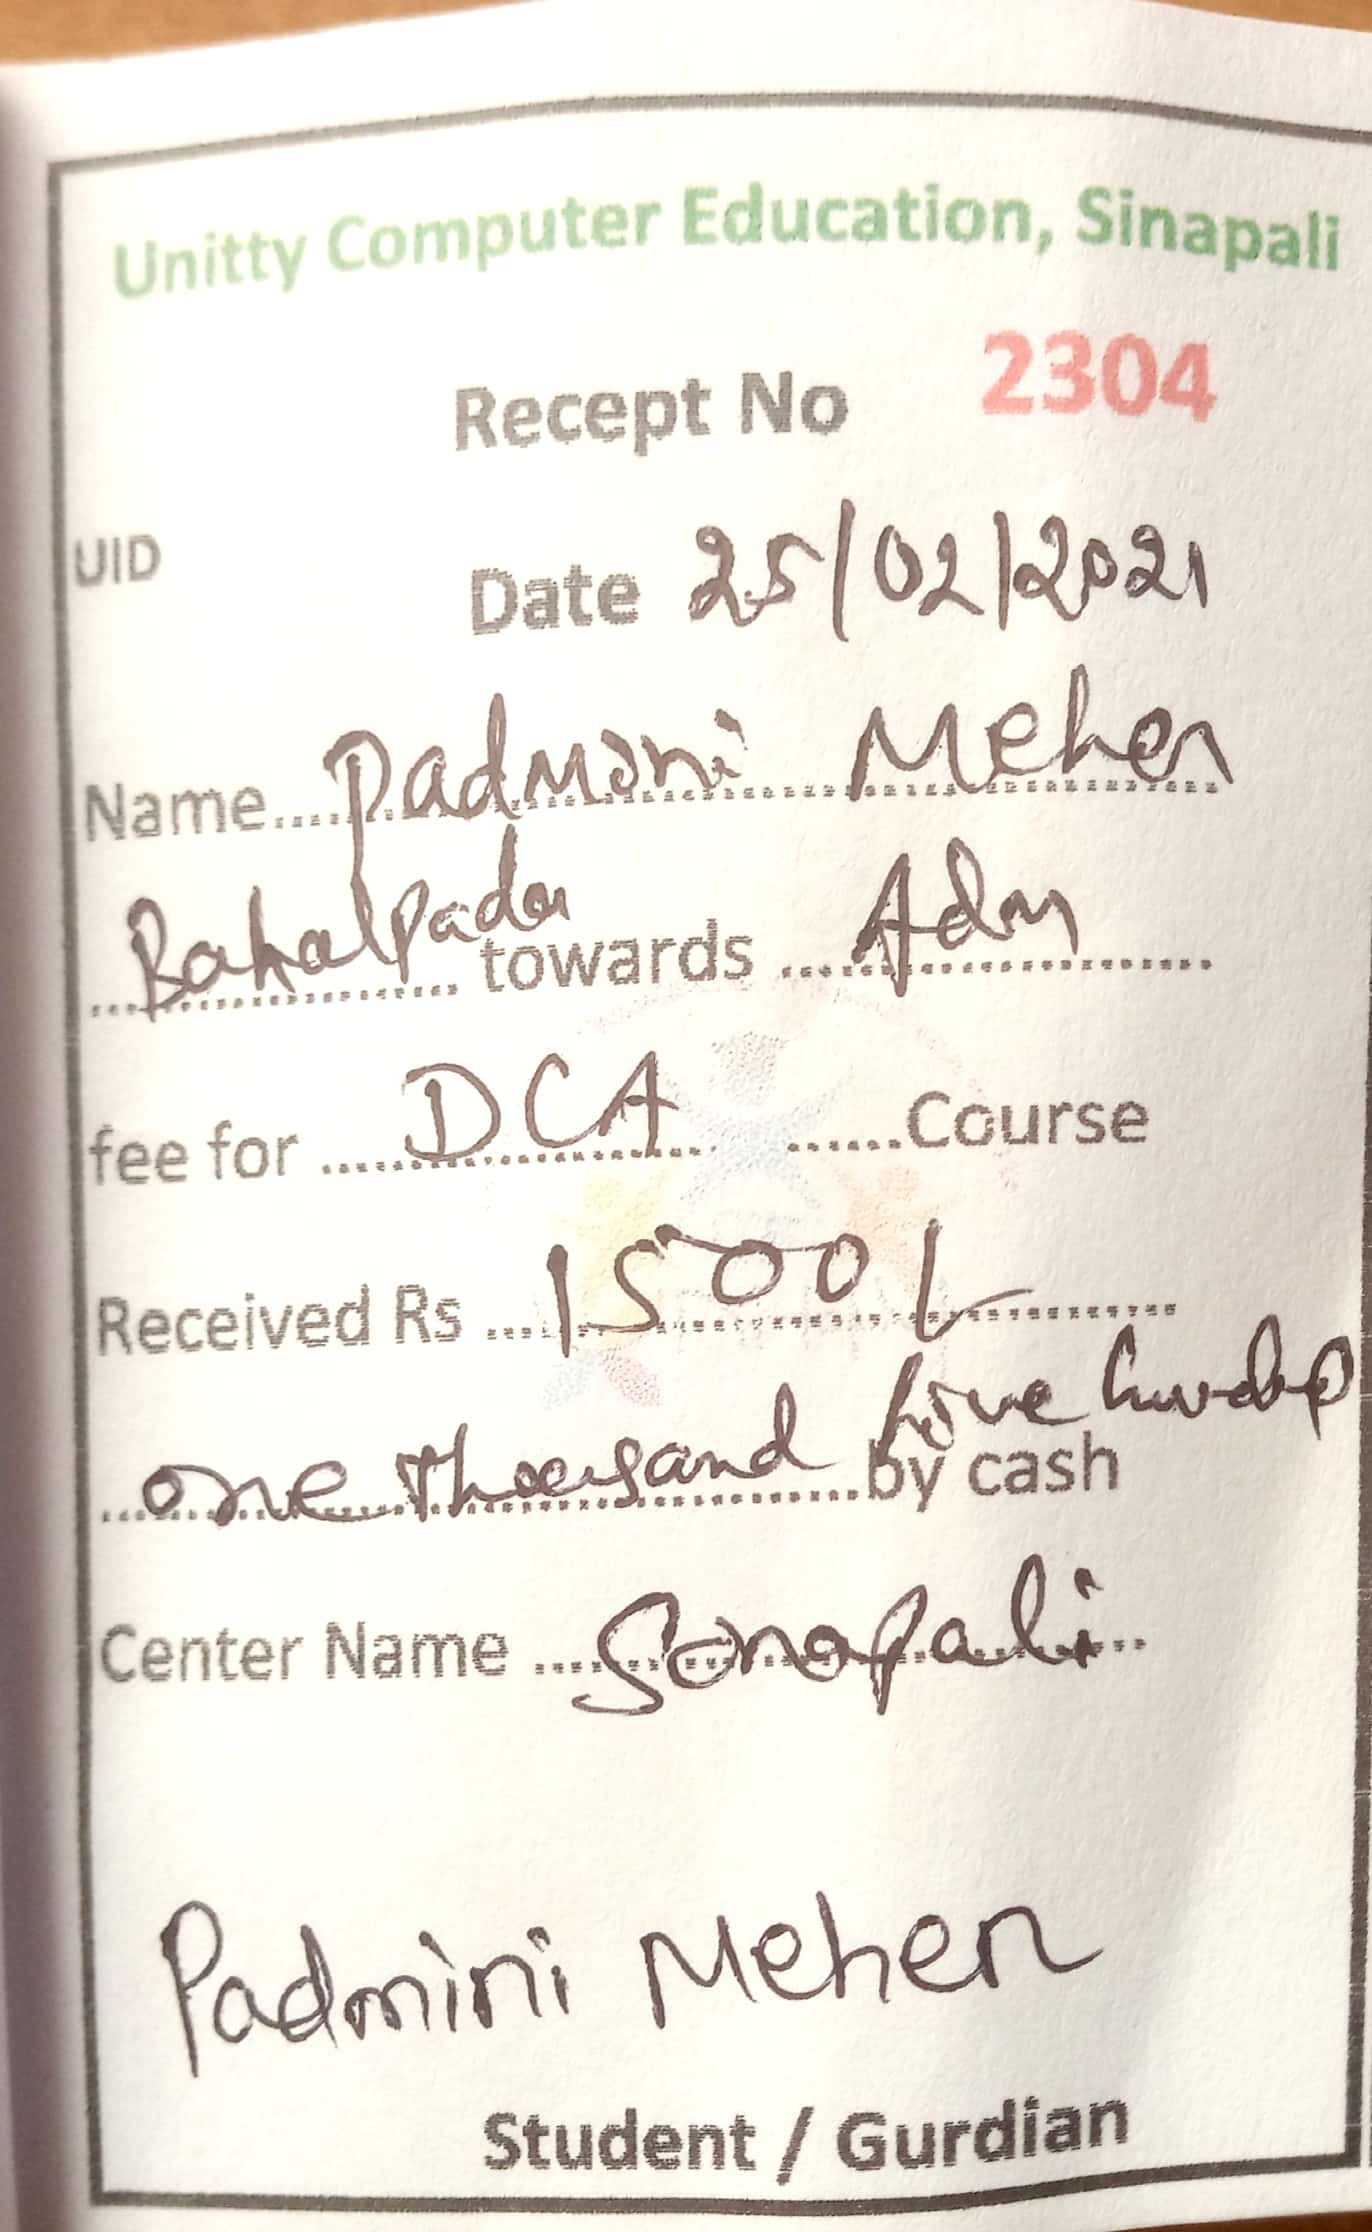 Unitty Computer Education, Sinapali
Recept No 2304
UID
Date 25/02/2021
Name....Padmini Meher
Bahalpada towards ....Adm....
fee for ....DCA.... ......Course
Received Rs ...1500/-
one thousand five by cash
Center Name ....Sinapali...
Padmini Meher
Student / Gurdian